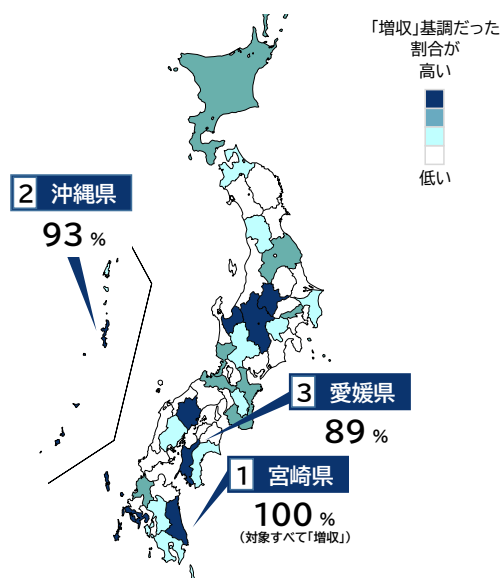 「増収」基調だった
割合が
高い
低い
2 沖縄県
93 %
3 愛媛県
89 %
1 宮崎県
100 %
(対象すべて「増収」)